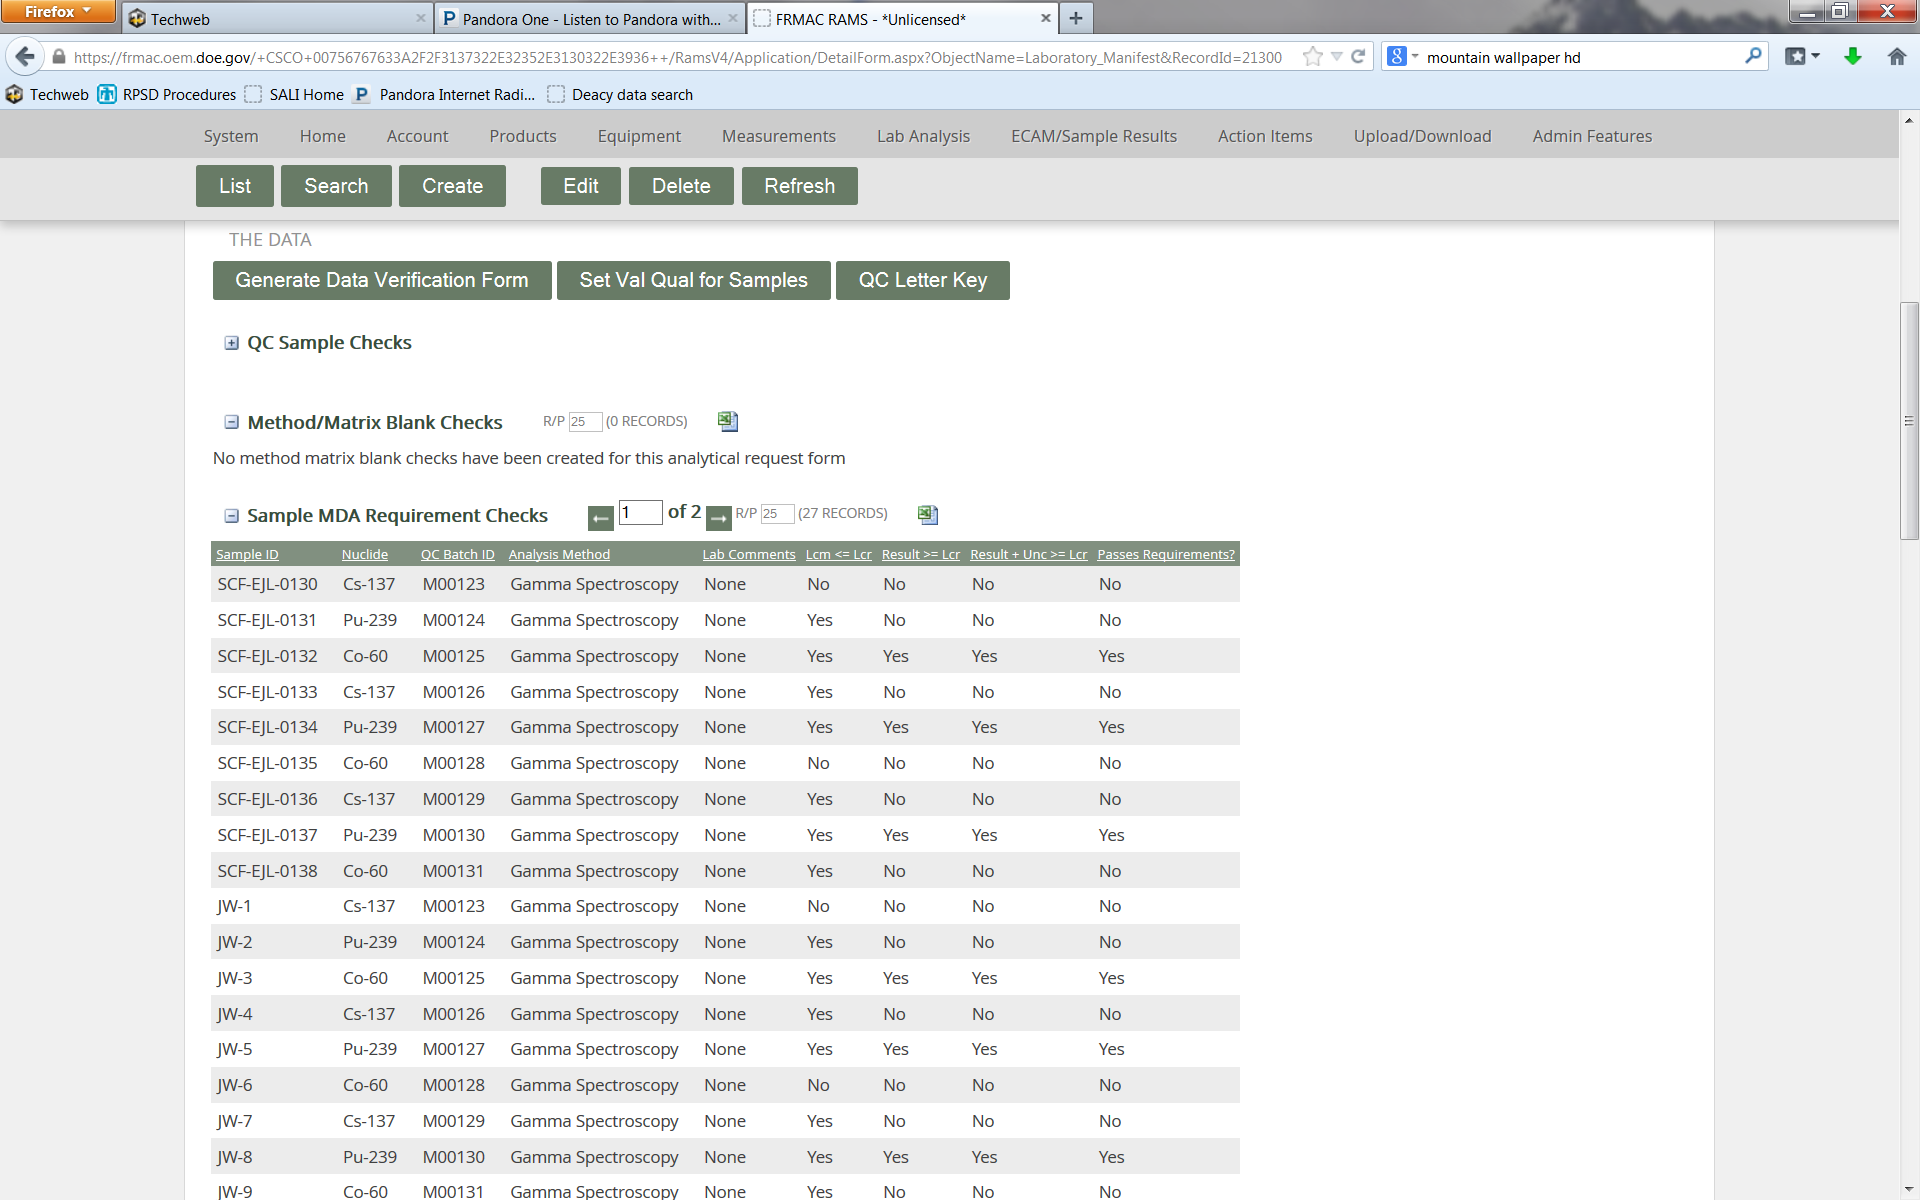 Firefox
Techweb
Pandora One - Listen to Pandora with...
FRMAC RAMS - *Unlicensed*
https://frmac.oem.doe.gov/+CSCO+00756767633A2F2F3137322E32352E3130322E3936++/RamsV4/Application/DetailForm.aspx?ObjectName=Laboratory_Manifest&RecordId=21300
mountain wallpaper hd
Techweb RPSD Procedures SALI Home Pandora Internet Radi... Deacy data search
System Home Account Products Equipment Measurements Lab Analysis ECAM/Sample Results Action Items Upload/Download Admin Features
List Search Create Edit Delete Refresh
THE DATA
Generate Data Verification Form Set Val Qual for Samples QC Letter Key
QC Sample Checks
Method/Matrix Blank Checks R/P 25 (0 RECORDS)
No method matrix blank checks have been created for this analytical request form
Sample MDA Requirement Checks 1 of 2 R/P 25 (27 RECORDS)
Sample ID Nuclide QC Batch ID Analysis Method Lab Comments Lcm <= Lcr Result >= Lcr Result + Unc >= Lcr Passes Requirements?
SCF-EJL-0130 Cs-137 M00123 Gamma Spectroscopy None No No No No
SCF-EJL-0131 Pu-239 M00124 Gamma Spectroscopy None Yes No No No
SCF-EJL-0132 Co-60 M00125 Gamma Spectroscopy None Yes Yes Yes Yes
SCF-EJL-0133 Cs-137 M00126 Gamma Spectroscopy None Yes No No No
SCF-EJL-0134 Pu-239 M00127 Gamma Spectroscopy None Yes Yes Yes Yes
SCF-EJL-0135 Co-60 M00128 Gamma Spectroscopy None No No No No
SCF-EJL-0136 Cs-137 M00129 Gamma Spectroscopy None Yes No No No
SCF-EJL-0137 Pu-239 M00130 Gamma Spectroscopy None Yes Yes Yes Yes
SCF-EJL-0138 Co-60 M00131 Gamma Spectroscopy None Yes No No No
JW-1 Cs-137 M00123 Gamma Spectroscopy None No No No No
JW-2 Pu-239 M00124 Gamma Spectroscopy None Yes No No No
JW-3 Co-60 M00125 Gamma Spectroscopy None Yes Yes Yes Yes
JW-4 Cs-137 M00126 Gamma Spectroscopy None Yes No No No
JW-5 Pu-239 M00127 Gamma Spectroscopy None Yes Yes Yes Yes
JW-6 Co-60 M00128 Gamma Spectroscopy None No No No No
JW-7 Cs-137 M00129 Gamma Spectroscopy None Yes No No No
JW-8 Pu-239 M00130 Gamma Spectroscopy None Yes Yes Yes Yes
JW-9 Co-60 M00131 Gamma Spectroscopy None Yes No No No